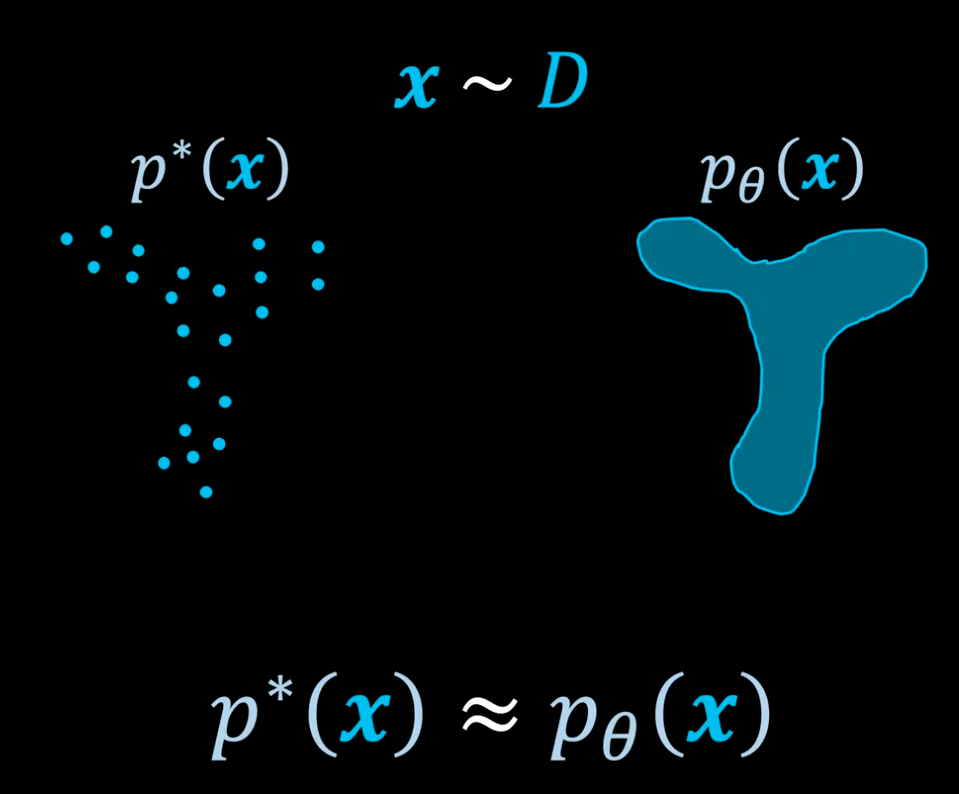 x ~ D
p*(x)
pθ(x)
p*(x) ≈ pθ(x)